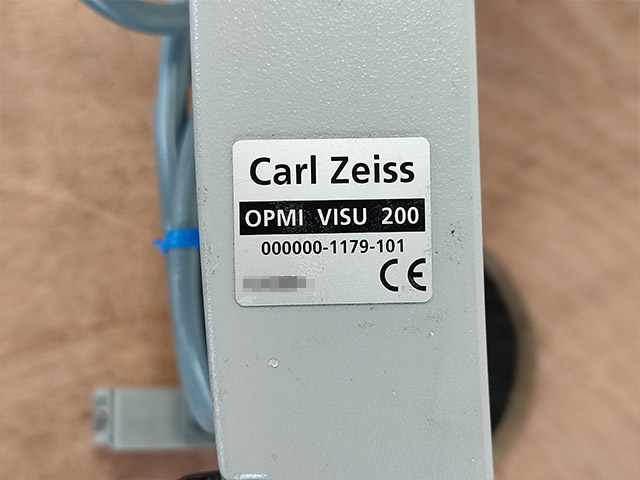 Carl Zeiss
OPMI VISU 200
000000-1179-101
CE